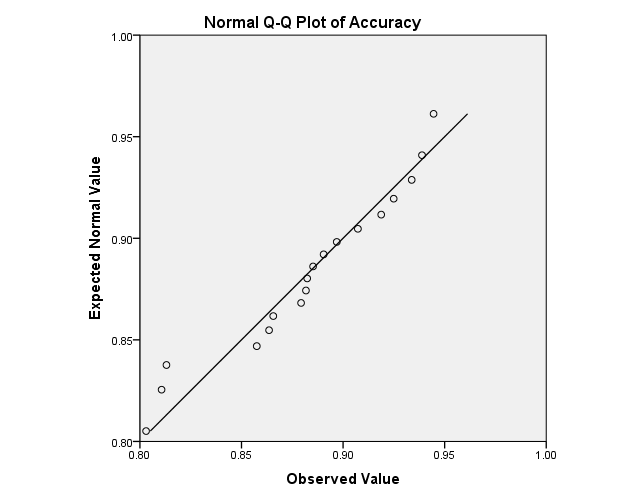 Normal Q-Q Plot of Accuracy
1.00
0.95
0.90
0.85
0.80
Expected Normal Value
0.80 0.85 0.90 0.95 1.00
Observed Value